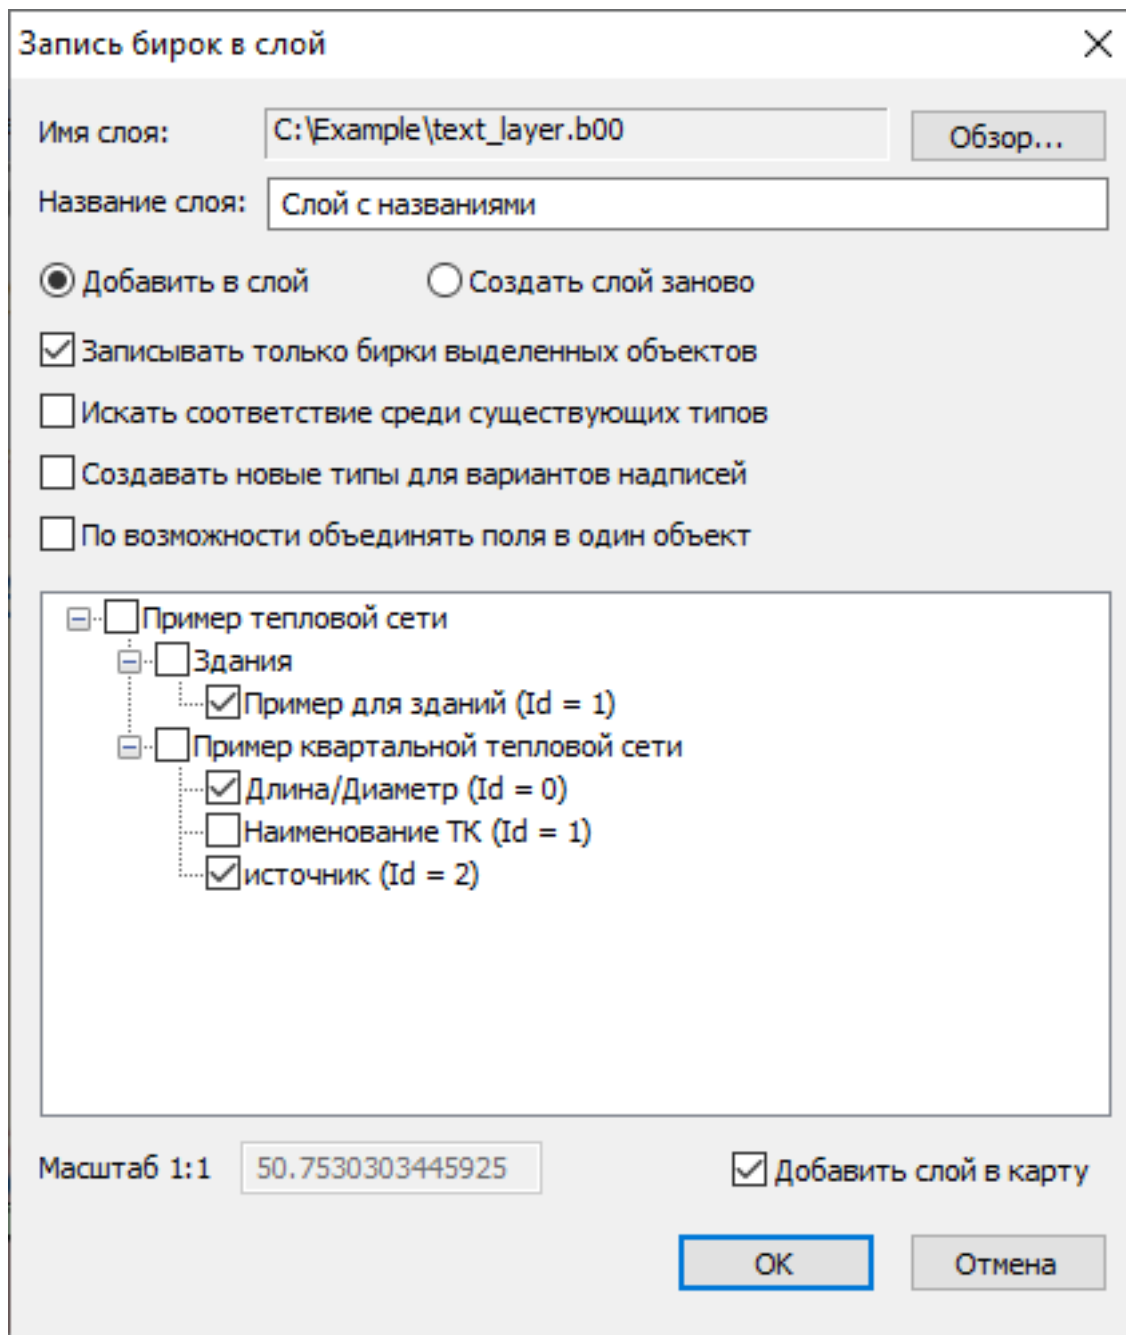 Запись бирок в слой
Имя слоя: C:\Example\text_layer.b00 Обзор...
Название слоя: Слой с названиями
Добавить в слой Создать слой заново
Записывать только бирки выделенных объектов
Искать соответствие среди существующих типов
Создавать новые типы для вариантов надписей
По возможности объединять поля в один объект
Пример тепловой сети
Здания
Пример для зданий (Id = 1)
Пример квартальной тепловой сети
Длина/Диаметр (Id = 0)
Наименование ТК (Id = 1)
источник (Id = 2)
Масштаб 1:1 50.7530303445925 Добавить слой в карту
ОК Отмена